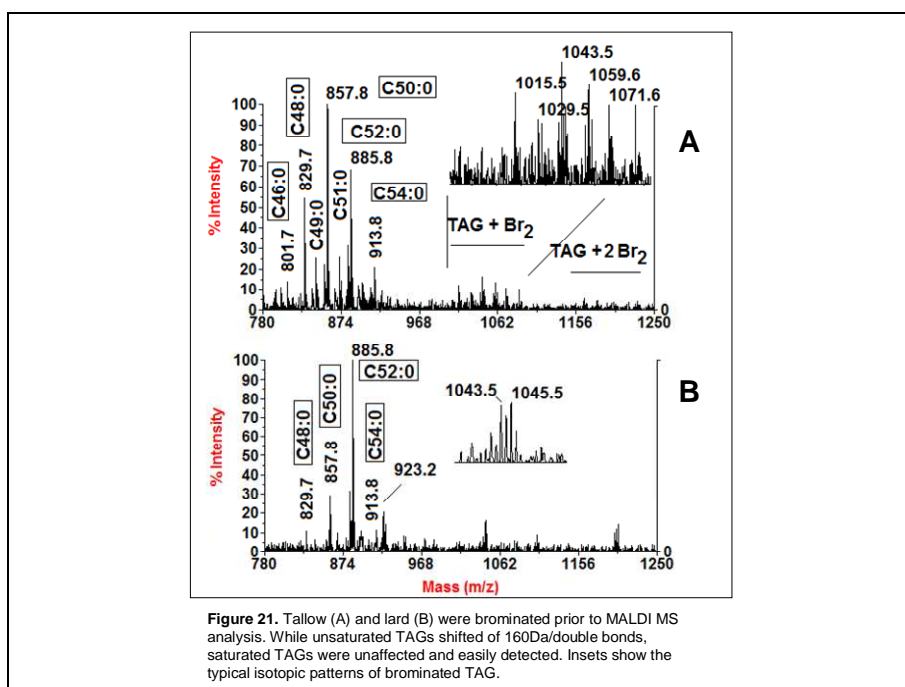 1043.5
1015.5
1059.6
1029.5
1071.6
A
C48:0
857.8
C50:0
C52:0
885.8
C46:0
829.7
C49:0
C51:0
C54:0
801.7
913.8
TAG + Br2
TAG + 2 Br2
% Intensity
100
90
80
70
60
50
40
30
20
10
0
0
780
874
968
1062
1156
1250
885.8
C52:0
B
1043.5
1045.5
C48:0
C50:0
C54:0
829.7
857.8
913.8
923.2
% Intensity
100
90
80
70
60
50
40
30
20
10
0
0
780
874
968
1062
1156
1250
Mass (m/z)
Figure 21. Tallow (A) and lard (B) were brominated prior to MALDI MS
analysis. While unsaturated TAGs shifted of 160Da/double bonds,
saturated TAGs were unaffected and easily detected. Insets show the
typical isotopic patterns of brominated TAG.